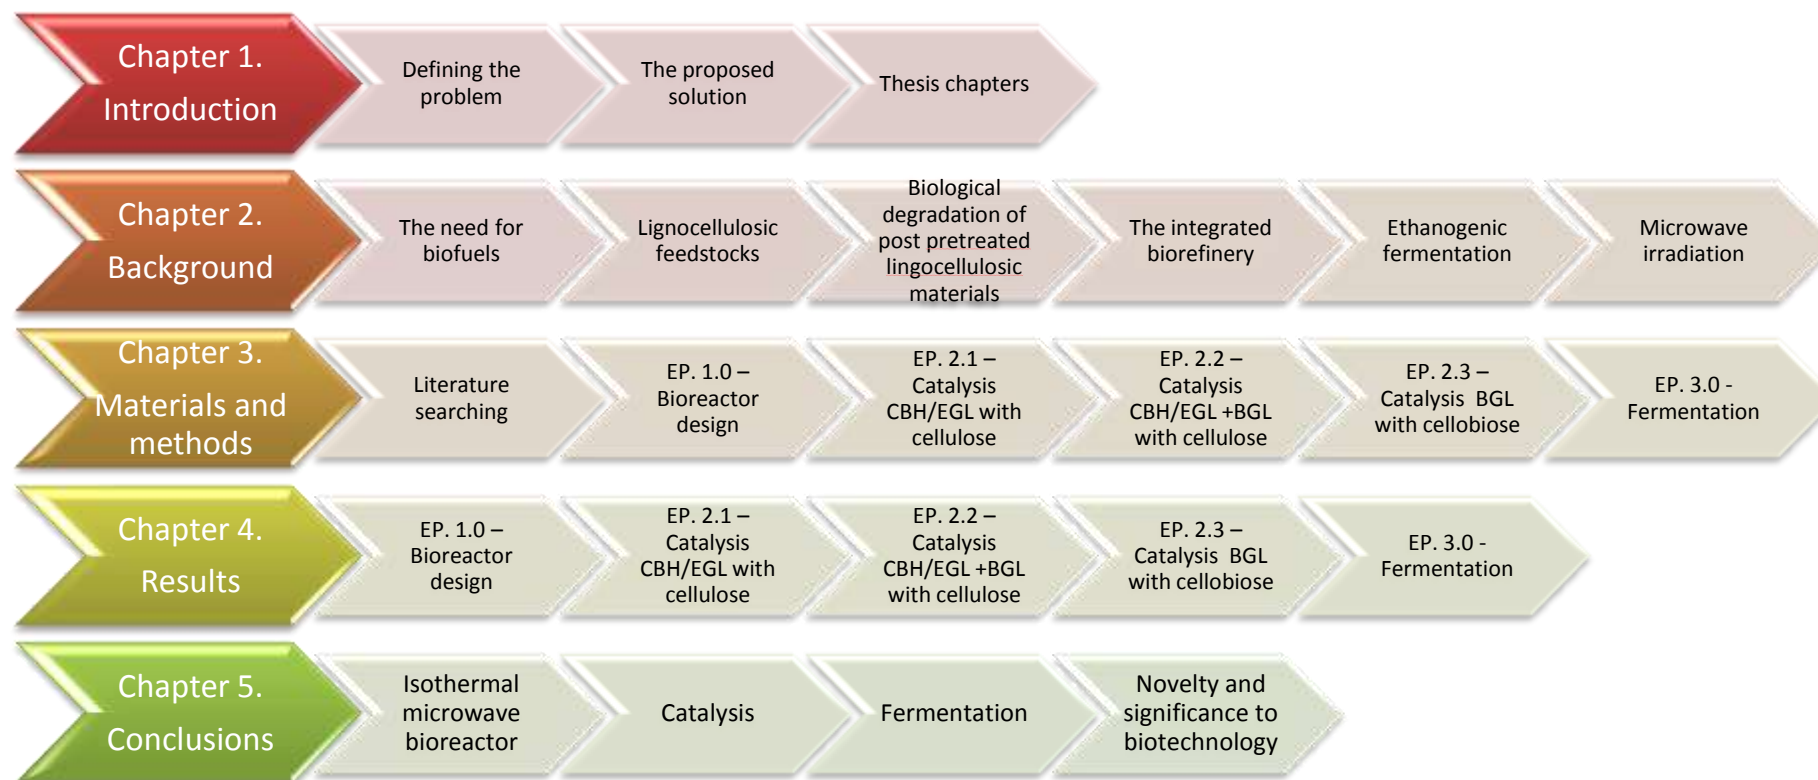 Chapter 1.
Introduction
Defining the
problem
The proposed
solution
Thesis chapters
Chapter 2.
Background
The need for
biofuels
Lignocellulosic
feedstocks
Biological
degradation of
post pretreated
lingocellulosic
materials
The integrated
biorefinery
Ethanogenic
fermentation
Microwave
irradiation
Chapter 3.
Materials and
methods
Literature
searching
EP. 1.0 –
Bioreactor
design
EP. 2.1 –
Catalysis
CBH/EGL with
cellulose
EP. 2.2 –
Catalysis
CBH/EGL +BGL
with cellulose
EP. 2.3 –
Catalysis BGL
with cellobiose
EP. 3.0 -
Fermentation
Chapter 4.
Results
EP. 1.0 –
Bioreactor
design
EP. 2.1 –
Catalysis
CBH/EGL with
cellulose
EP. 2.2 –
Catalysis
CBH/EGL +BGL
with cellulose
EP. 2.3 –
Catalysis BGL
with cellobiose
EP. 3.0 -
Fermentation
Chapter 5.
Conclusions
Isothermal
microwave
bioreactor
Catalysis
Fermentation
Novelty and
significance to
biotechnology